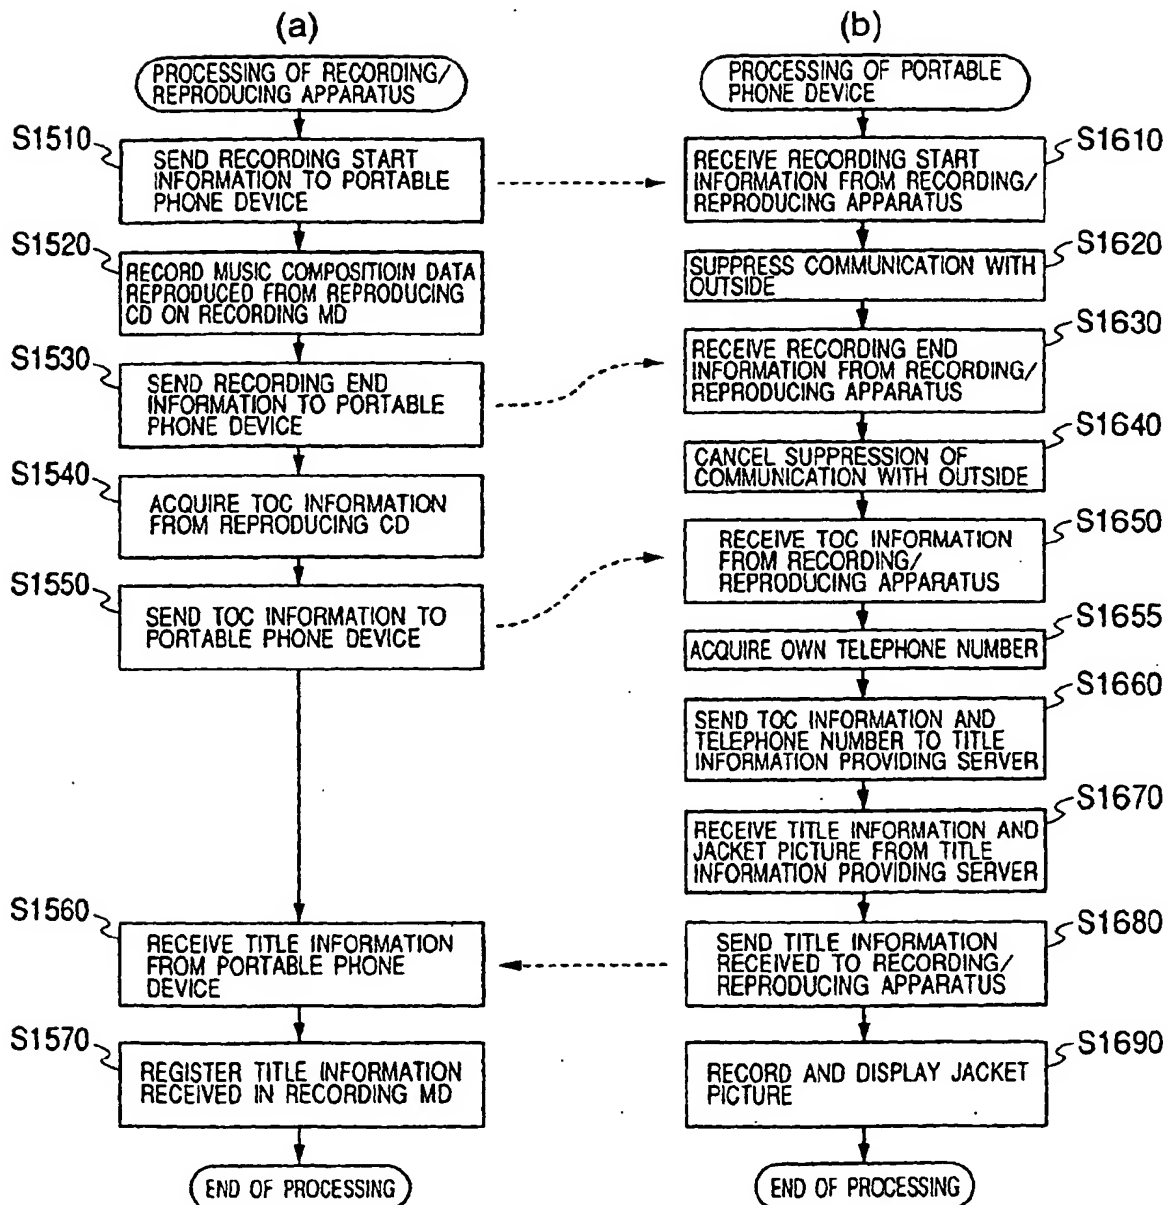 (a)
PROCESSING OF RECORDING/
REPRODUCING APPARATUS
S1510
SEND RECORDING START
INFORMATION TO PORTABLE
PHONE DEVICE
S1520
RECORD MUSIC COMPOSITIOIN DATA
REPRODUCED FROM REPRODUCING
CD ON RECORDING MD
S1530
SEND RECORDING END
INFORMATION TO PORTABLE
PHONE DEVICE
S1540
ACQUIRE TOC INFORMATION
FROM REPRODUCING CD
S1550
SEND TOC INFORMATION TO
PORTABLE PHONE DEVICE
S1560
RECEIVE TITLE INFORMATION
FROM PORTABLE PHONE
DEVICE
S1570
REGISTER TITLE INFORMATION
RECEIVED IN RECORDING MD
END OF PROCESSING
(b)
PROCESSING OF PORTABLE
PHONE DEVICE
S1610
RECEIVE RECORDING START
INFORMATION FROM RECORDING/
REPRODUCING APPARATUS
S1620
SUPPRESS COMMUNICATION WITH
OUTSIDE
S1630
RECEIVE RECORDING END
INFORMATION FROM RECORDING/
REPRODUCING APPARATUS
S1640
CANCEL SUPPRESSION OF
COMMUNICATION WITH OUTSIDE
S1650
RECEIVE TOC INFORMATION
FROM RECORDING/
REPRODUCING APPARATUS
S1655
ACQUIRE OWN TELEPHONE NUMBER
S1660
SEND TOC INFORMATION AND
TELEPHONE NUMBER TO TITLE
INFORMATION PROVIDING SERVER
S1670
RECEIVE TITLE INFORMATION AND
JACKET PICTURE FROM TITLE
INFORMATION PROVIDING SERVER
S1680
SEND TITLE INFORMATION
RECEIVED TO RECORDING/
REPRODUCING APPARATUS
S1690
RECORD AND DISPLAY JACKET
PICTURE
END OF PROCESSING